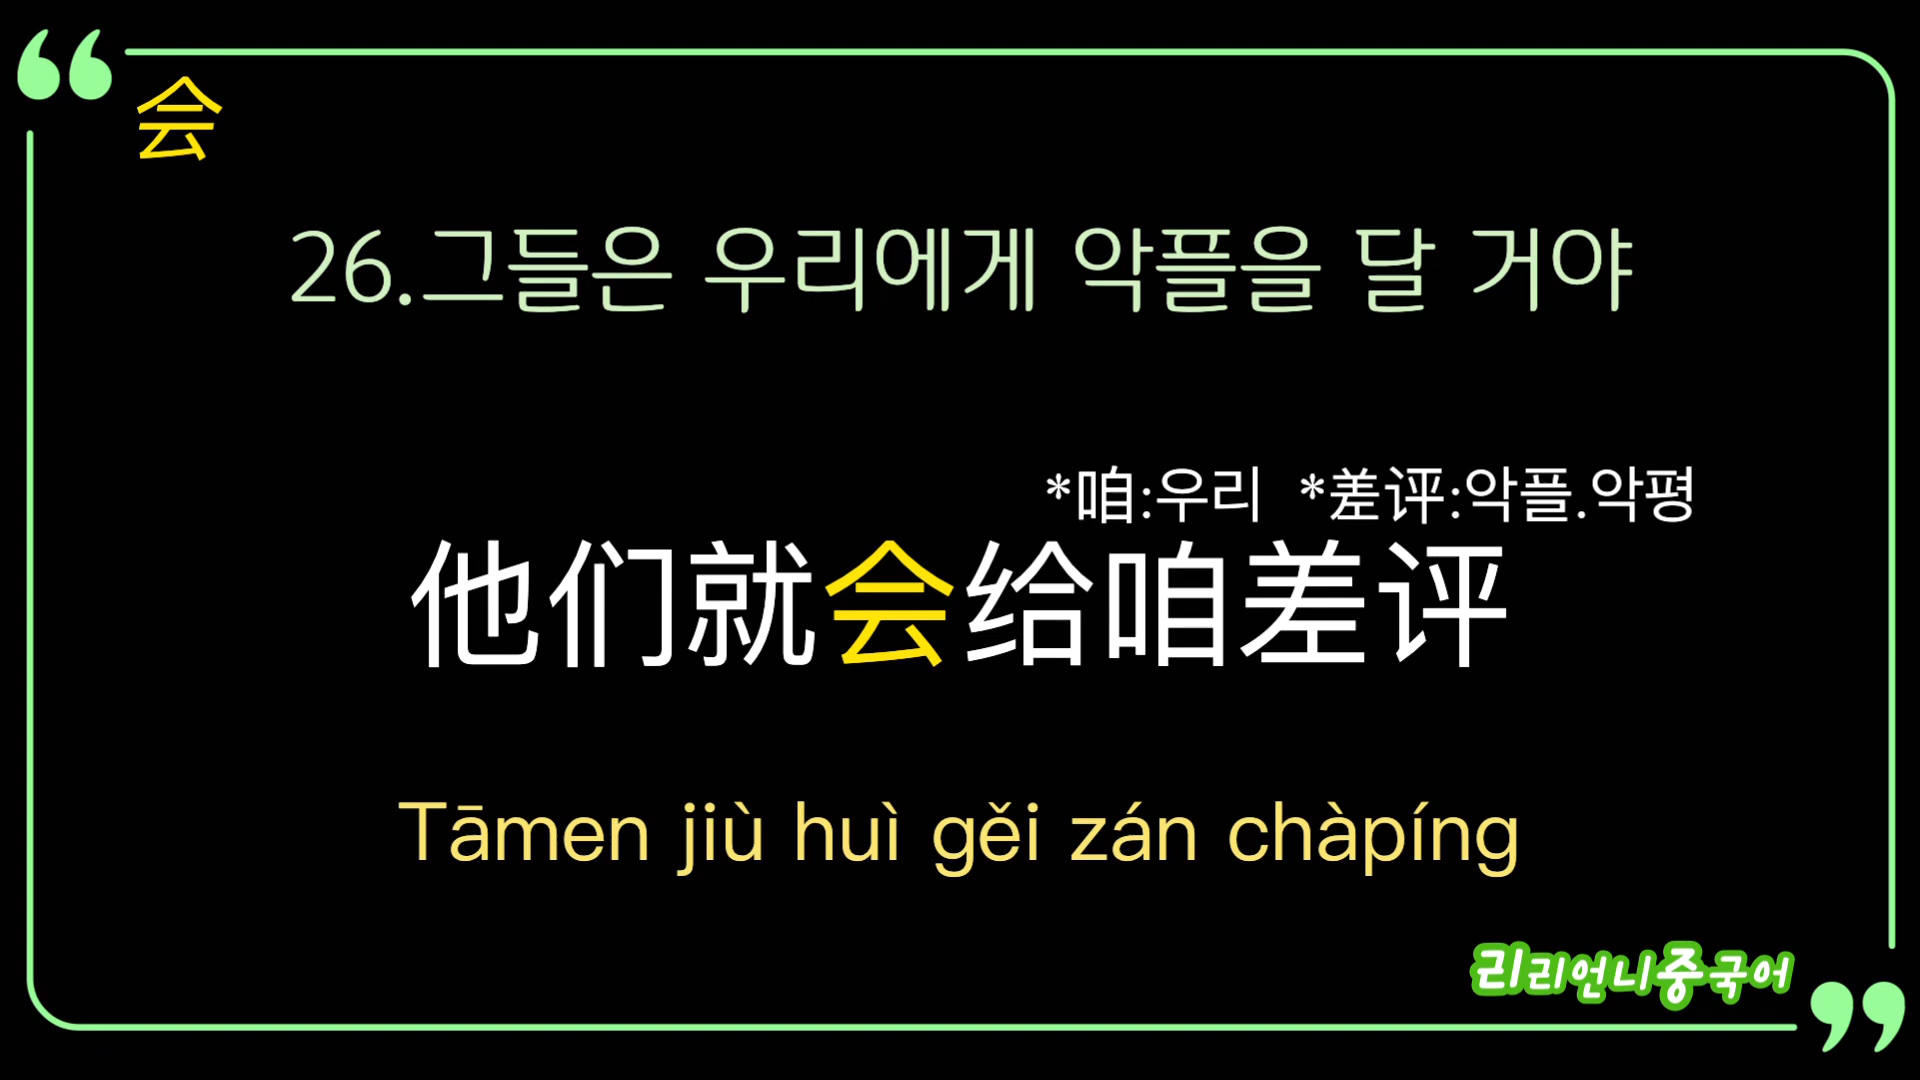 会
26.그들은 우리에게 악플을 달 거야
*咱:우리 *差评:악플.악평
他们就会给咱差评
Tāmen jiù huì gěi zán chàpíng
리리언니중국어